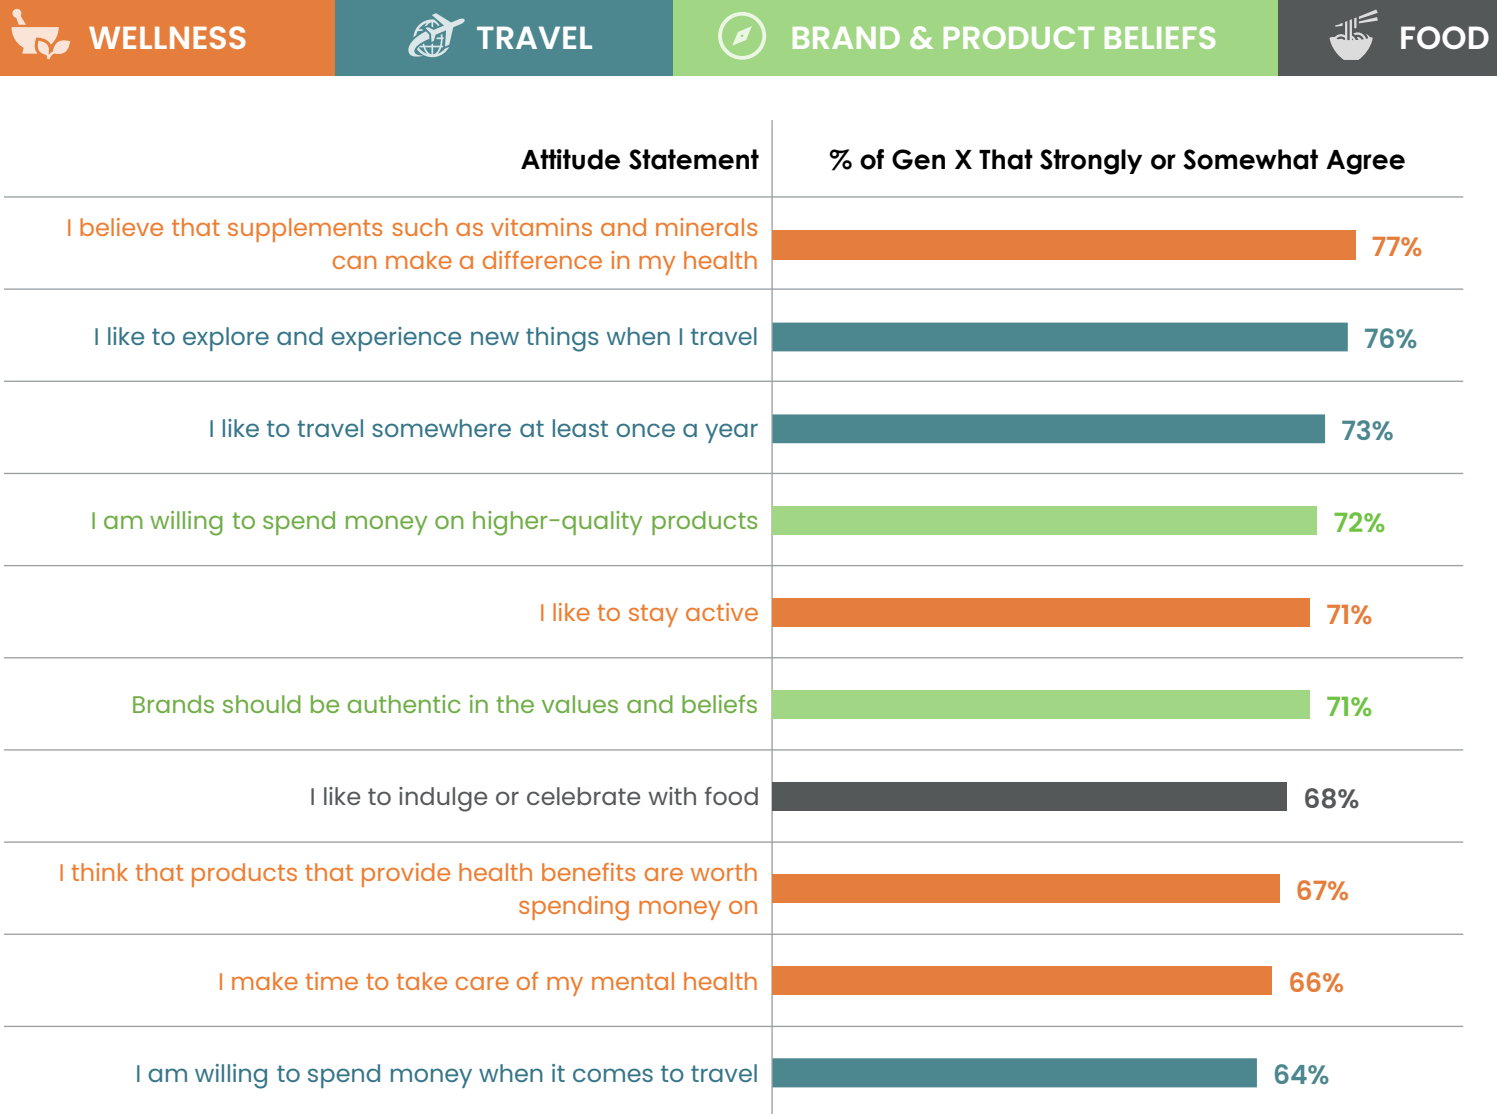 WELLNESS
TRAVEL
BRAND & PRODUCT BELIEFS
FOOD
Attitude Statement
% of Gen X That Strongly or Somewhat Agree
I believe that supplements such as vitamins and minerals
can make a difference in my health
77%
I like to explore and experience new things when I travel
76%
I like to travel somewhere at least once a year
73%
I am willing to spend money on higher-quality products
72%
I like to stay active
71%
Brands should be authentic in the values and beliefs
71%
I like to indulge or celebrate with food
68%
I think that products that provide health benefits are worth
spending money on
67%
I make time to take care of my mental health
66%
I am willing to spend money when it comes to travel
64%